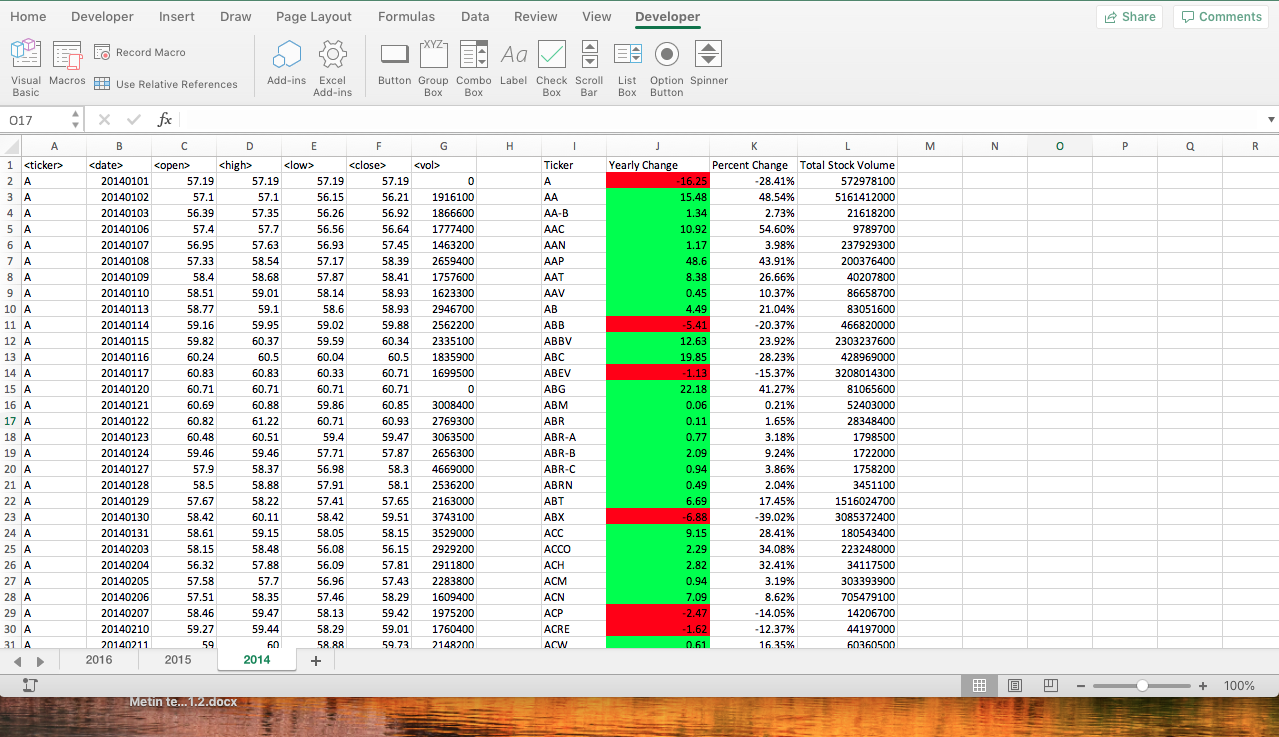 Home Developer Insert Draw Page Layout Formulas Data Review View Developer Share Comments
Visual Basic Macros Record Macro Use Relative References Add-ins Excel Add-ins Button Group Box Combo Box Label Check Box Scroll Bar List Box Option Button Spinner
XYZ Aa
O17 fx
A B C D E F G H I J K L M N O P Q R
1 <ticker> <date> <open> <high> <low> <close> <vol> Ticker Yearly Change Percent Change Total Stock Volume
2 A 20140101 57.19 57.19 57.19 57.19 0 A -16.25 -28.41% 572978100
3 A 20140102 57.1 57.1 56.15 56.21 1916100 AA 15.48 48.54% 5161412000
4 A 20140103 56.39 57.35 56.26 56.92 1866600 AA-B 1.34 2.73% 21618200
5 A 20140106 57.4 57.7 56.56 56.64 1777400 AAC 10.92 54.60% 9789700
6 A 20140107 56.95 57.63 56.93 57.45 1463200 AAN 1.17 3.98% 237929300
7 A 20140108 57.33 58.54 57.17 58.39 2659400 AAP 48.6 43.91% 200376400
8 A 20140109 58.4 58.68 57.87 58.41 1757600 AAT 8.38 26.66% 40207800
9 A 20140110 58.51 59.01 58.14 58.93 1623300 AAV 0.45 10.37% 86658700
10 A 20140113 58.77 59.1 58.6 58.93 2946700 AB 4.49 21.04% 83051600
11 A 20140114 59.16 59.95 59.02 59.88 2562200 ABB -5.41 -20.37% 466820000
12 A 20140115 59.82 60.37 59.59 60.34 2335100 ABBV 12.63 23.92% 2303237600
13 A 20140116 60.24 60.5 60.04 60.5 1835900 ABC 19.85 28.23% 428969000
14 A 20140117 60.83 60.83 60.33 60.71 1699500 ABEV -1.13 -15.37% 3208014300
15 A 20140120 60.71 60.71 60.71 60.71 0 ABG 22.18 41.27% 81065600
16 A 20140121 60.69 60.88 59.86 60.85 3008400 ABM 0.06 0.21% 52403000
17 A 20140122 60.82 61.22 60.71 60.93 2769300 ABR 0.11 1.65% 28348400
18 A 20140123 60.48 60.51 59.4 59.47 3063500 ABR-A 0.77 3.18% 1798500
19 A 20140124 59.46 59.46 57.71 57.87 2656300 ABR-B 2.09 9.24% 1722000
20 A 20140127 57.9 58.37 56.98 58.3 4669000 ABR-C 0.94 3.86% 1758200
21 A 20140128 58.5 58.88 57.91 58.1 2536200 ABRN 0.49 2.04% 3451100
22 A 20140129 57.67 58.22 57.41 57.65 2163000 ABT 6.69 17.45% 1516024700
23 A 20140130 58.42 60.11 58.42 59.51 3743100 ABX -6.88 -39.02% 3085372400
24 A 20140131 58.61 59.15 58.05 58.15 3529000 ACC 9.15 28.41% 180543400
25 A 20140203 58.15 58.48 56.08 56.15 2929200 ACCO 2.29 34.08% 223248000
26 A 20140204 56.32 57.88 56.09 57.81 2911800 ACH 2.82 32.41% 34117500
27 A 20140205 57.58 57.7 56.96 57.43 2283800 ACM 0.94 3.19% 303393900
28 A 20140206 57.51 58.35 57.46 58.29 1609400 ACN 7.09 8.62% 705479100
29 A 20140207 58.46 59.47 58.13 59.42 1975200 ACP -2.47 -14.05% 14206700
30 A 20140210 59.27 59.44 58.29 59.01 1760400 ACRE -1.62 -12.37% 44197000
31 A 20140211 59 60 58.88 59.73 2148200 ACW 0.61 16.35% 60360500
2016 2015 2014 +
100%
Metin te...1.2.docx